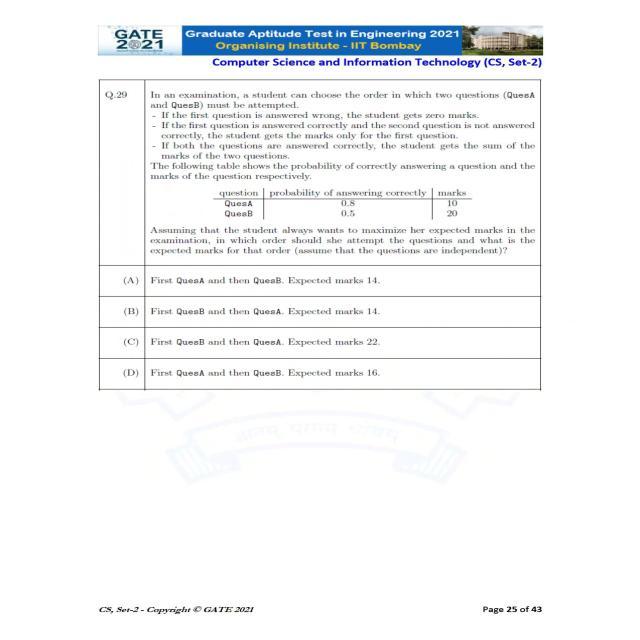 GATE
2021
Graduate Aptitude Test in Engineering 2021
Organising Institute - IIT Bombay
Computer Science and Information Technology (CS, Set-2)
Q.29
In an examination, a student can choose the order in which two questions (QuesA
and QuesB) must be attempted.
- If the first question is answered wrong, the student gets zero marks.
- If the first question is answered correctly and the second question is not answered
correctly, the student gets the marks only for the first question.
- If both the questions are answered correctly, the student gets the sum of the
marks of the two questions.
The following table shows the probability of correctly answering a question and the
marks of the question respectively.
question probability of answering correctly marks
QuesA 0.8 10
QuesB 0.5 20
Assuming that the student always wants to maximize her expected marks in the
examination, in which order should she attempt the questions and what is the
expected marks for that order (assume that the questions are independent)?
(A) First QuesA and then QuesB. Expected marks 14.
(B) First QuesB and then QuesA. Expected marks 14.
(C) First QuesB and then QuesA. Expected marks 22.
(D) First QuesA and then QuesB. Expected marks 16.
CS, Set-2 - Copyright © GATE 2021
Page 25 of 43